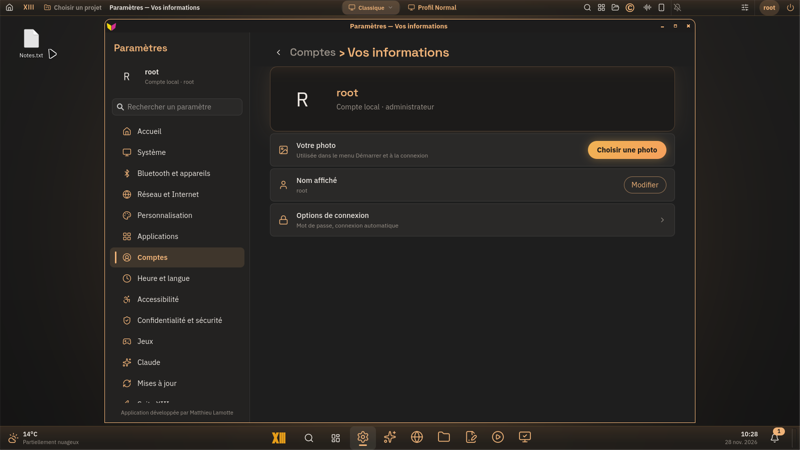 XIII
Choisir un projet
Paramètres — Vos informations
Classique
Profil Normal
root
Notes.txt
Paramètres — Vos informations
Paramètres
R
root
Compte local · root
Rechercher un paramètre
Accueil
Système
Bluetooth et appareils
Réseau et Internet
Personnalisation
Applications
Comptes
Heure et langue
Accessibilité
Confidentialité et sécurité
Jeux
Claude
Mises à jour
Application développée par Matthieu Lamotte
Comptes > Vos informations
R
root
Compte local · administrateur
Votre photo
Utilisée dans le menu Démarrer et à la connexion
Choisir une photo
Nom affiché
root
Modifier
Options de connexion
Mot de passe, connexion automatique
14°C
Partiellement nuageux
XIII
10:28
28 nov. 2026
1